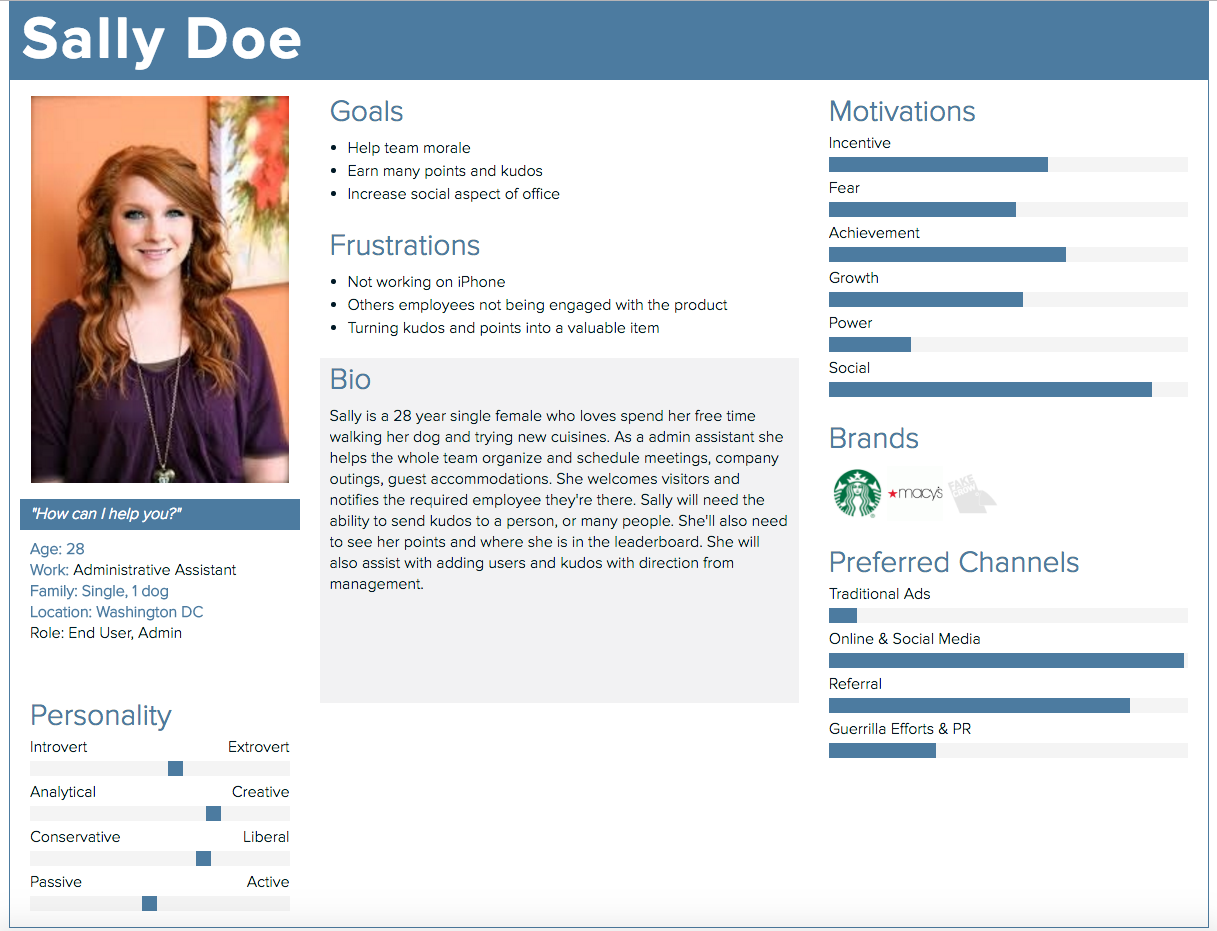 Sally Doe
"How can I help you?"
Age: 28
Work: Administrative Assistant
Family: Single, 1 dog
Location: Washington DC
Role: End User, Admin
Personality
Introvert Extrovert
Analytical Creative
Conservative Liberal
Passive Active
Goals
• Help team morale
• Earn many points and kudos
• Increase social aspect of office
Frustrations
• Not working on iPhone
• Others employees not being engaged with the product
• Turning kudos and points into a valuable item
Bio
Sally is a 28 year single female who loves spend her free time
walking her dog and trying new cuisines. As a admin assistant she
helps the whole team organize and schedule meetings, company
outings, guest accommodations. She welcomes visitors and
notifies the required employee they're there. Sally will need the
ability to send kudos to a person, or many people. She'll also need
to see her points and where she is in the leaderboard. She will
also assist with adding users and kudos with direction from
management.
Motivations
Incentive
Fear
Achievement
Growth
Power
Social
Brands
macy's
FAKE
Preferred Channels
Traditional Ads
Online & Social Media
Referral
Guerrilla Efforts & PR